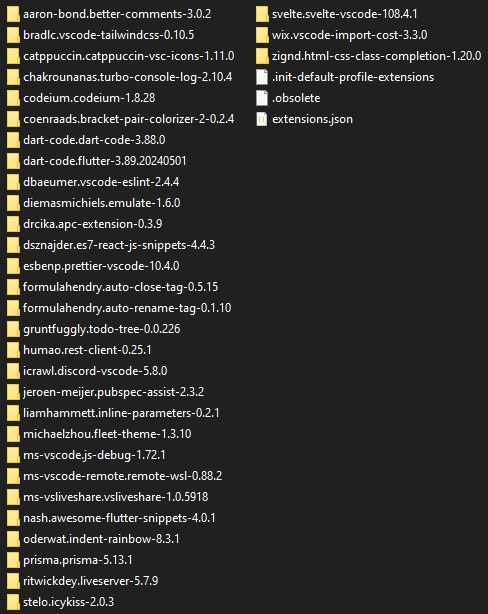 aaron-bond.better-comments-3.0.2
bradlc.vscode-tailwindcss-0.10.5
catppuccin.catppuccin-vsc-icons-1.11.0
chakrounanas.turbo-console-log-2.10.4
codeium.codeium-1.8.28
coenraads.bracket-pair-colorizer-2-0.2.4
dart-code.dart-code-3.88.0
dart-code.flutter-3.89.20240501
dbaeumer.vscode-eslint-2.4.4
diemasmichiels.emulate-1.6.0
drcika.apc-extension-0.3.9
dsznajder.es7-react-js-snippets-4.4.3
esbenp.prettier-vscode-10.4.0
formulahendry.auto-close-tag-0.5.15
formulahendry.auto-rename-tag-0.1.10
gruntfuggly.todo-tree-0.0.226
humao.rest-client-0.25.1
icrawl.discord-vscode-5.8.0
jeroen-meijer.pubspec-assist-2.3.2
liamhammett.inline-parameters-0.2.1
michaelzhou.fleet-theme-1.3.10
ms-vscode.js-debug-1.72.1
ms-vscode-remote.remote-wsl-0.88.2
ms-vsliveshare.vsliveshare-1.0.5918
nash.awesome-flutter-snippets-4.0.1
oderwat.indent-rainbow-8.3.1
prisma.prisma-5.13.1
ritwickdey.liveserver-5.7.9
stelo.icykiss-2.0.3
svelte.svelte-vscode-108.4.1
wix.vscode-import-cost-3.3.0
zignd.html-css-class-completion-1.20.0
.init-default-profile-extensions
.obsolete
extensions.json